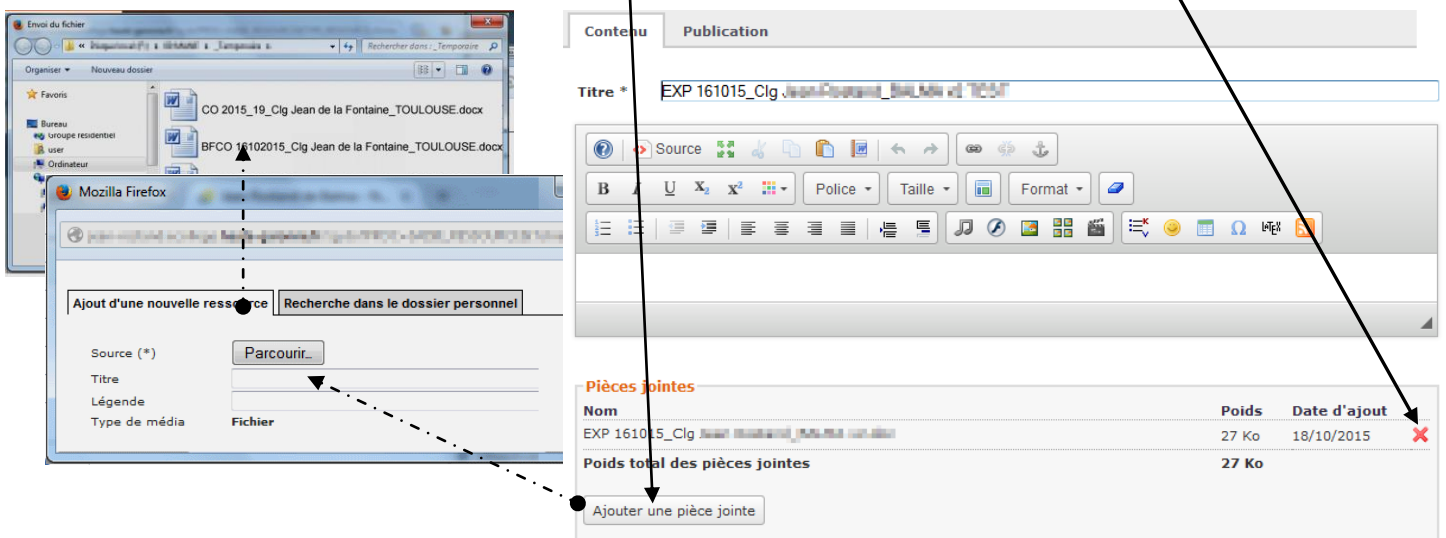 Envoi du fichier
_Temporaire
Rechercher dans : _Temporaire
Organiser
Nouveau dossier
Favoris
Bureau
Groupe résidentiel
user
Ordinateur
CO 2015_19_Clg Jean de la Fontaine_TOULOUSE.docx
BFCO 16102015_Clg Jean de la Fontaine_TOULOUSE.docx
Mozilla Firefox
Ajout d'une nouvelle ressource
Recherche dans le dossier personnel
Source (*)
Parcourir...
Titre
Légende
Type de média
Fichier
Contenu
Publication
Titre *
EXP 161015_Clg
Source
B I U X₂ X²
Police
Taille
Format
Pièces jointes
Nom Poids Date d'ajout
EXP 161015_Clg 27 Ko 18/10/2015
Poids total des pièces jointes 27 Ko
Ajouter une pièce jointe